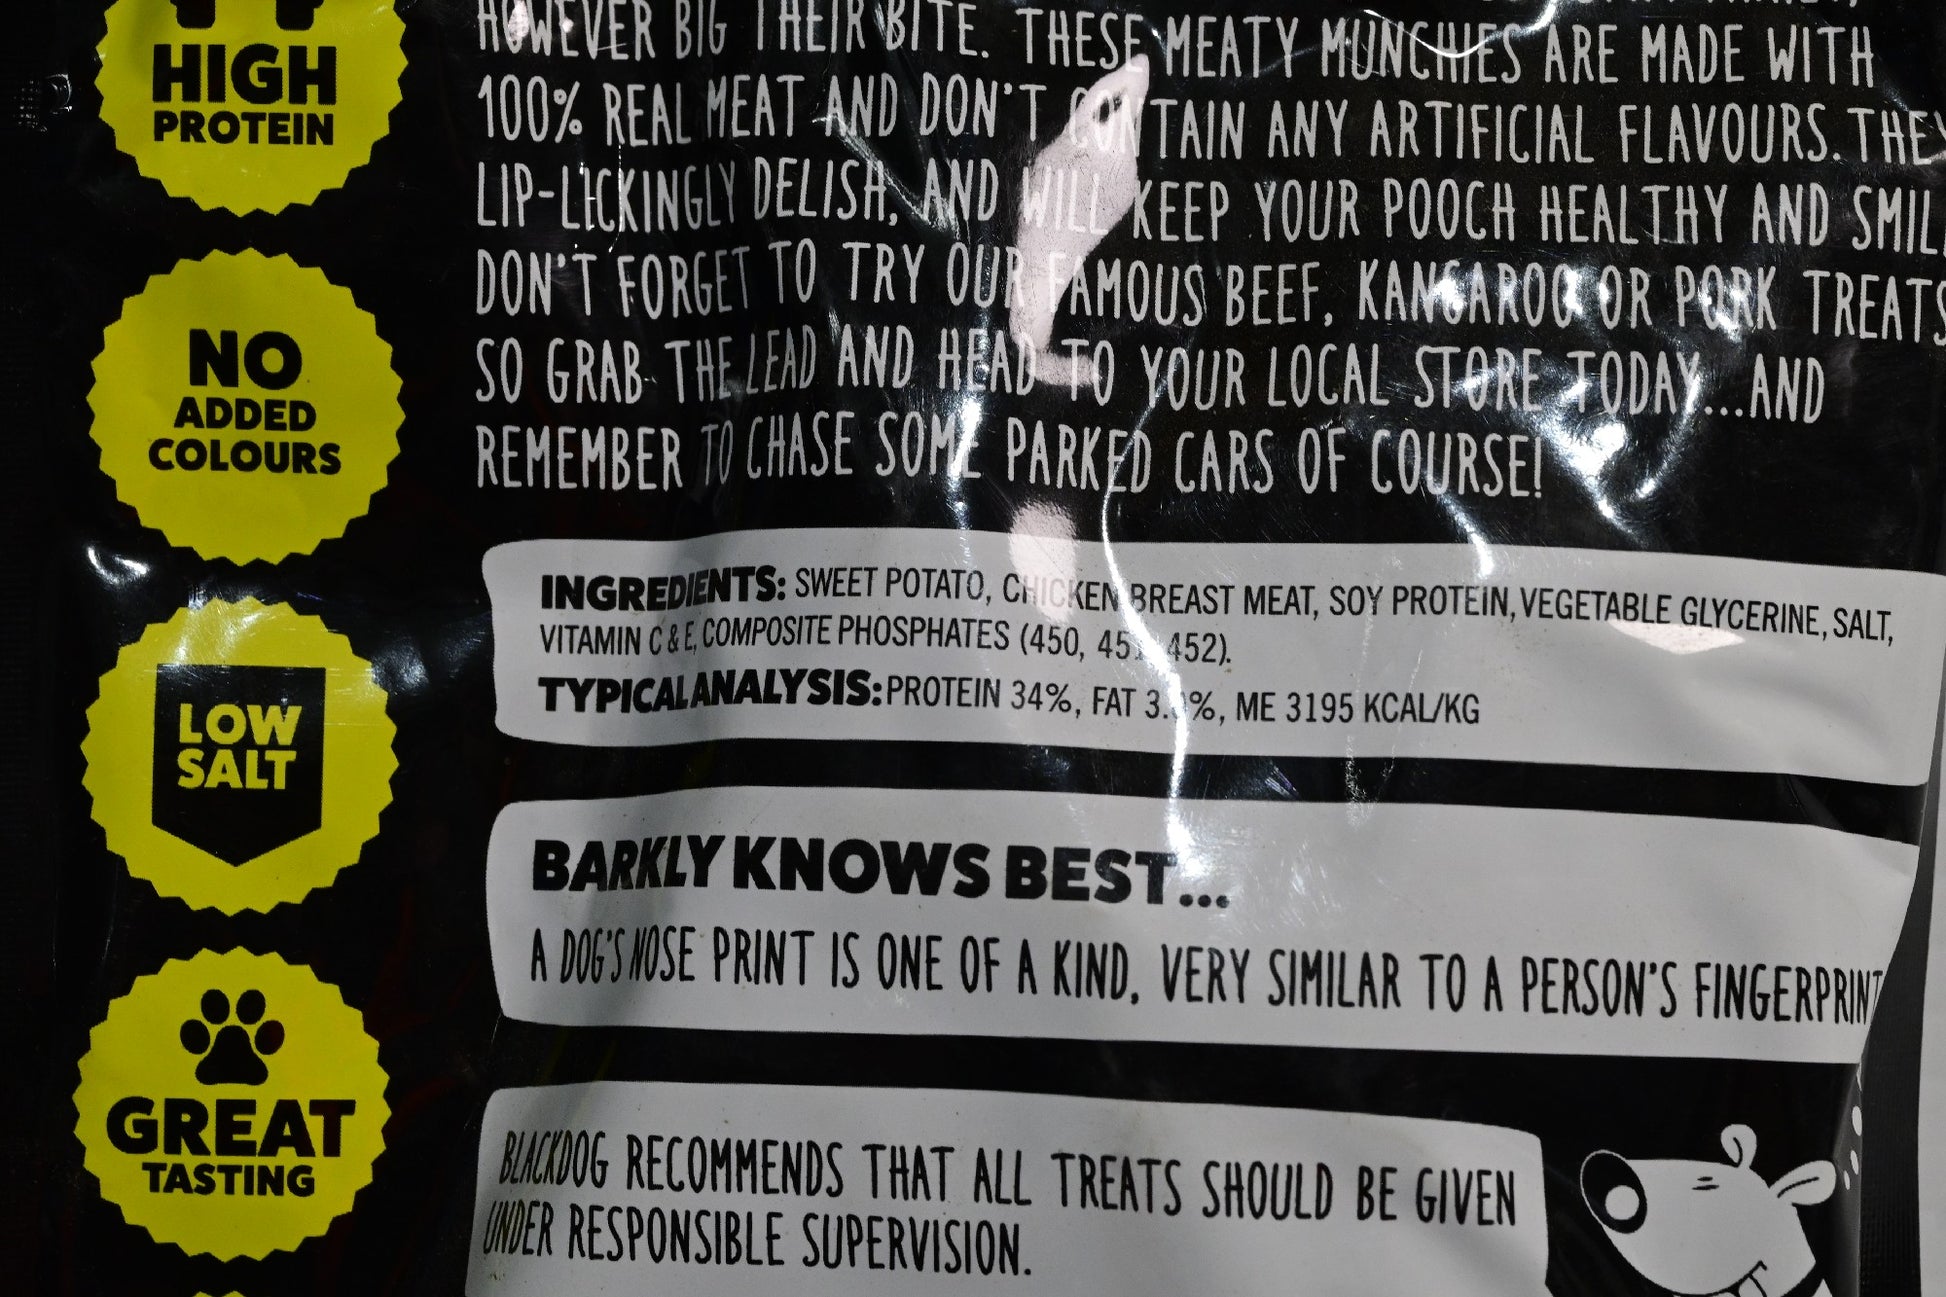 HIGH
PROTEIN
NO
ADDED
COLOURS
LOW
SALT
GREAT
TASTING
HOWEVER BIG THEIR BITE. THESE MEATY MUNCHIES ARE MADE WITH
100% REAL MEAT AND DON'T CONTAIN ANY ARTIFICIAL FLAVOURS. THEY
LIP-LICKINGLY DELISH, AND WILL KEEP YOUR POOCH HEALTHY AND
DON'T FORGET TO TRY OUR FAMOUS BEEF, KANGAROO OR PORK TREATS
SO GRAB THE LEAD AND HEAD TO YOUR LOCAL STORE TODAY...AND
REMEMBER TO CHASE SOME PARKED CARS OF COURSE!
INGREDIENTS: SWEET POTATO, CHICKEN BREAST MEAT, SOY PROTEIN, VEGETABLE GLYCERINE, SALT,
VITAMIN C & E, COMPOSITE PHOSPHATES (450, 452).
TYPICAL ANALYSIS: PROTEIN 34%, FAT ME 3195 KCAL/KG
BARKLY KNOWS BEST...
A DOG'S NOSE PRINT IS ONE OF A KIND, VERY SIMILAR TO A PERSON'S FINGERPRINT
BLACKDOG RECOMMENDS THAT ALL TREATS SHOULD BE GIVEN
UNDER RESPONSIBLE SUPERVISION.